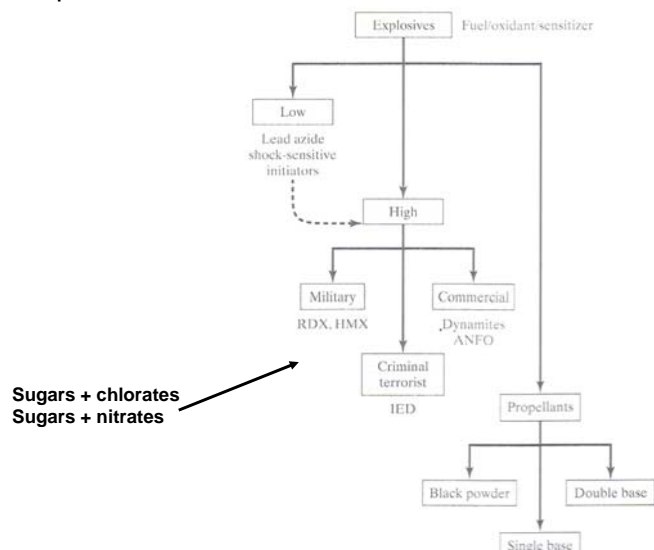 Explosives
Fuel/oxidant/sensitizer
Low
Lead azide
shock-sensitive
initiators
High
Military
Commercial
RDX, HMX
Dynamites
ANFO
Criminal
terrorist
IED
Sugars + chlorates
Sugars + nitrates
Propellants
Black powder
Double base
Single base